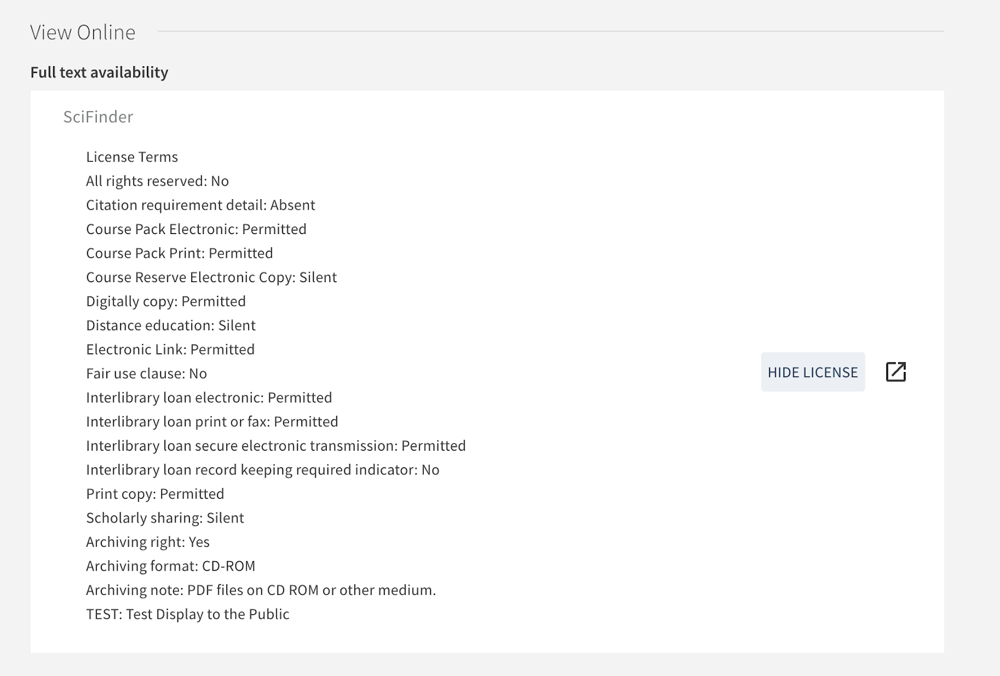 View Online
Full text availability
SciFinder
License Terms
All rights reserved: No
Citation requirement detail: Absent
Course Pack Electronic: Permitted
Course Pack Print: Permitted
Course Reserve Electronic Copy: Silent
Digitally copy: Permitted
Distance education: Silent
Electronic Link: Permitted
Fair use clause: No
HIDE LICENSE
Interlibrary loan electronic: Permitted
Interlibrary loan print or fax: Permitted
Interlibrary loan secure electronic transmission: Permitted
Interlibrary loan record keeping required indicator: No
Print copy: Permitted
Scholarly sharing: Silent
Archiving right: Yes
Archiving format: CD-ROM
Archiving note: PDF files on CD ROM or other medium.
TEST: Test Display to the Public